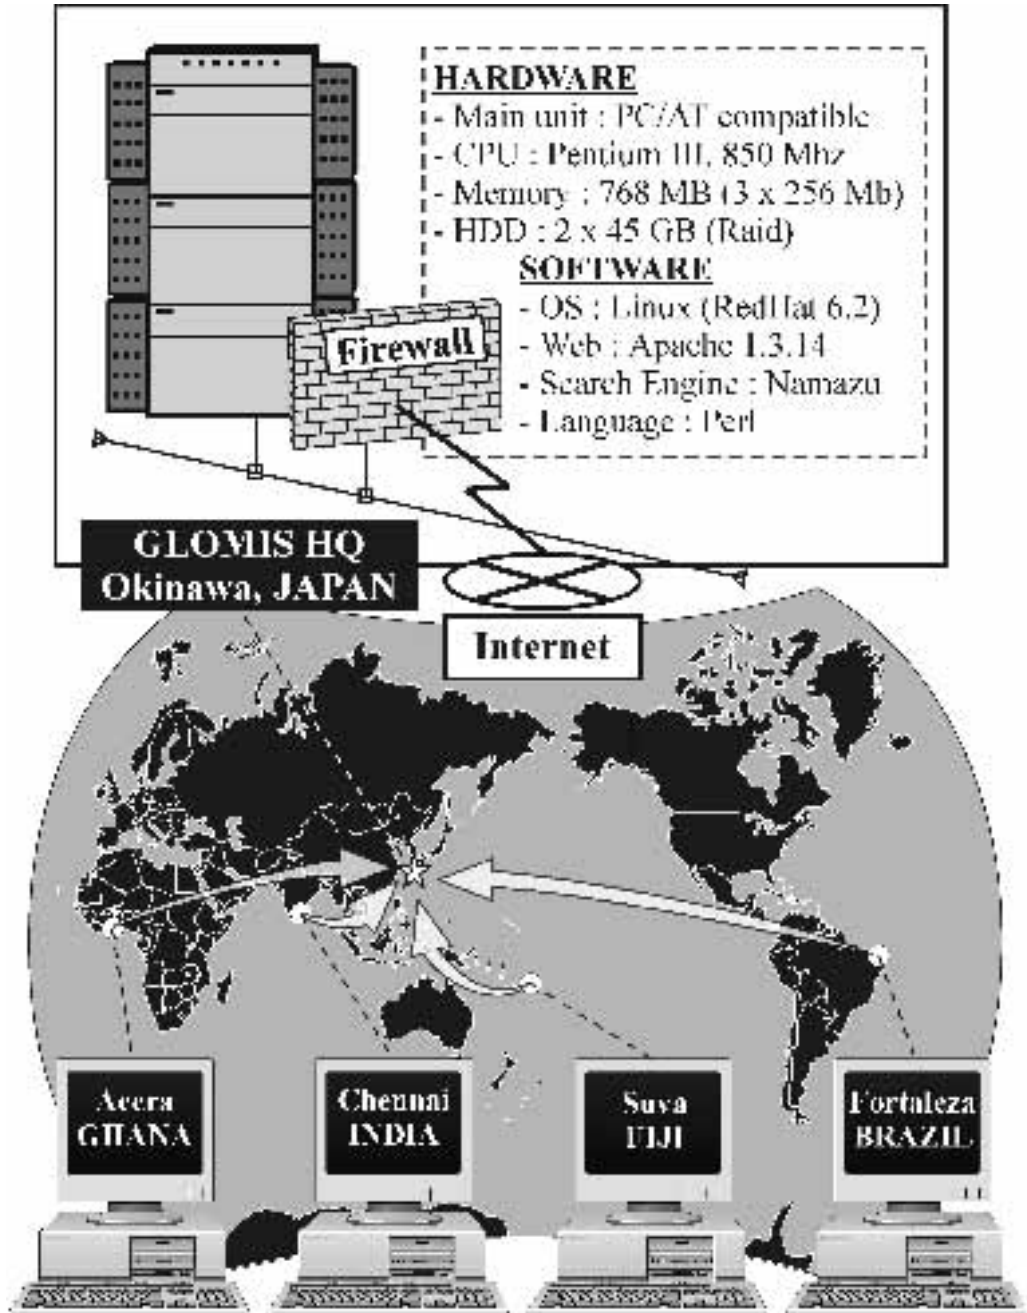 HARDWARE
- Main unit : PC/AT compatible
- CPU : Pentium III, 850 Mhz
- Memory : 768 MB (3 x 256 Mb)
- HDD : 2 x 45 GB (Raid)
SOFTWARE
- OS : Linux (RedHat 6.2)
- Web : Apache 1.3.14
- Search Engine : Namazu
- Language : Perl
Firewall
GLOMIS HQ
Okinawa, JAPAN
Internet
Accra
GHANA
Chennai
INDIA
Suva
FIJI
Fortaleza
BRAZIL